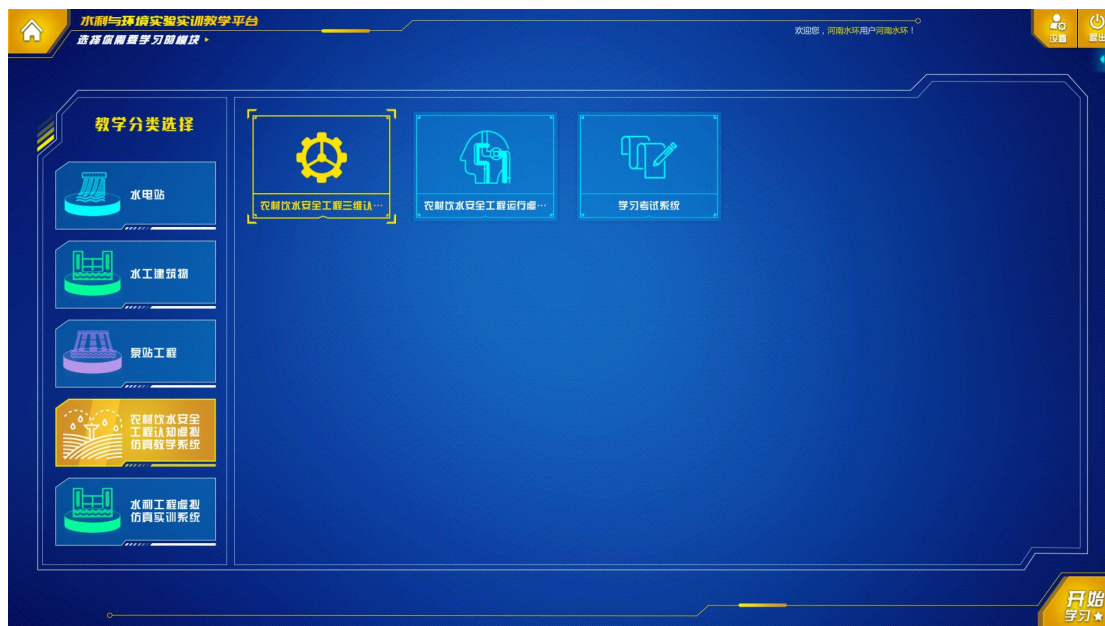 水利与环境实验实训教学平台
选择你需要学习的模块
欢迎您，河南水环用户河南水环！
设置
退出
教学分类选择
水电站
水工建筑物
泵站工程
农村饮水安全
工程认知虚拟
仿真教学系统
水利工程虚拟
仿真实训系统
农村饮水安全工程三维认…
农村饮水安全工程运行虚…
学习考试系统
开始
学习